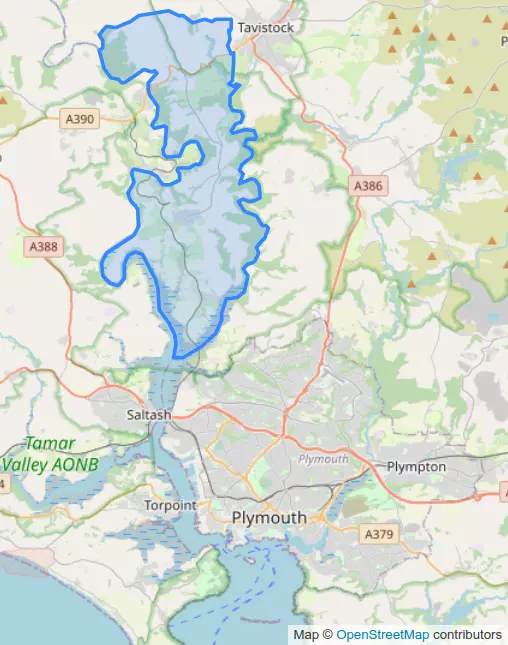 Tavistock
P
A390
A386
A388
Saltash
Tamar
Valley AONB
Plymouth
Plympton
4
A
Torpoint
Plymouth
A379
Map © OpenStreetMap contributors